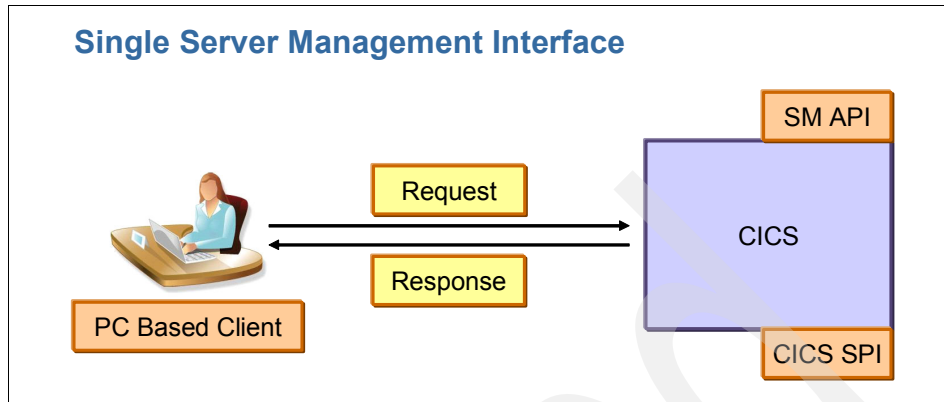 Single Server Management Interface
SM API
Request
CICS
Response
PC Based Client
CICS SPI